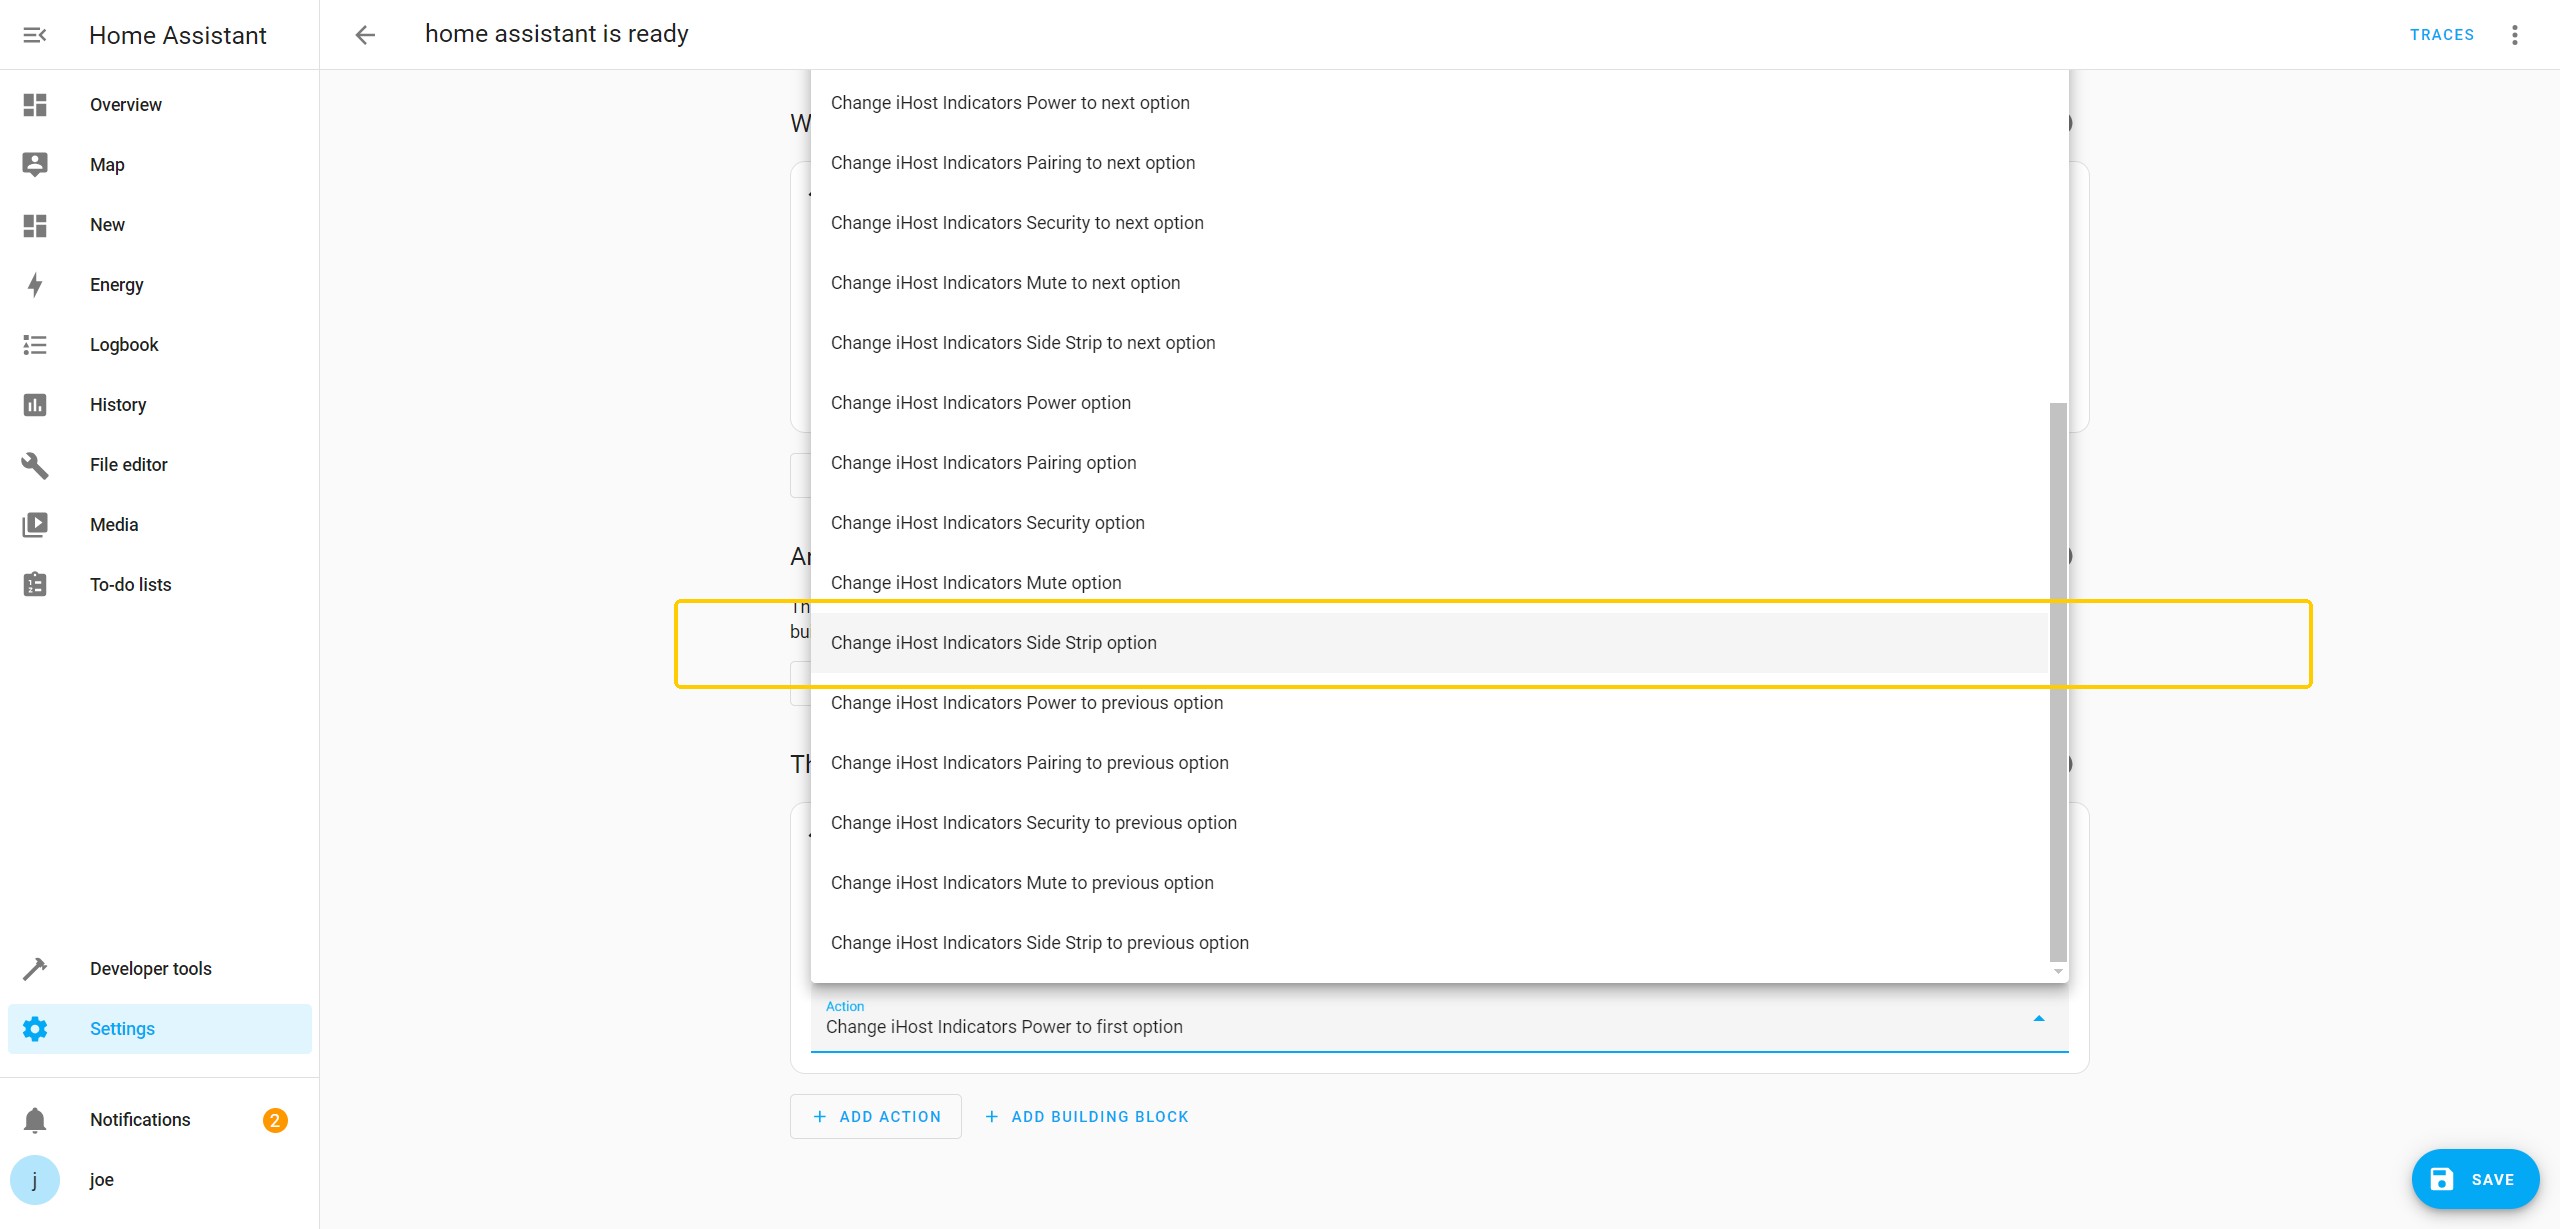 Home Assistant
home assistant is ready
TRACES
Overview
Map
New
Energy
Logbook
History
File editor
Media
To-do lists
Developer tools
Settings
Notifications
2
j
joe
Change iHost Indicators Power to next option
Change iHost Indicators Pairing to next option
Change iHost Indicators Security to next option
Change iHost Indicators Mute to next option
Change iHost Indicators Side Strip to next option
Change iHost Indicators Power option
Change iHost Indicators Pairing option
Change iHost Indicators Security option
Change iHost Indicators Mute option
Change iHost Indicators Side Strip option
Change iHost Indicators Power to previous option
Change iHost Indicators Pairing to previous option
Change iHost Indicators Security to previous option
Change iHost Indicators Mute to previous option
Change iHost Indicators Side Strip to previous option
Action
Change iHost Indicators Power to first option
ADD ACTION
ADD BUILDING BLOCK
SAVE